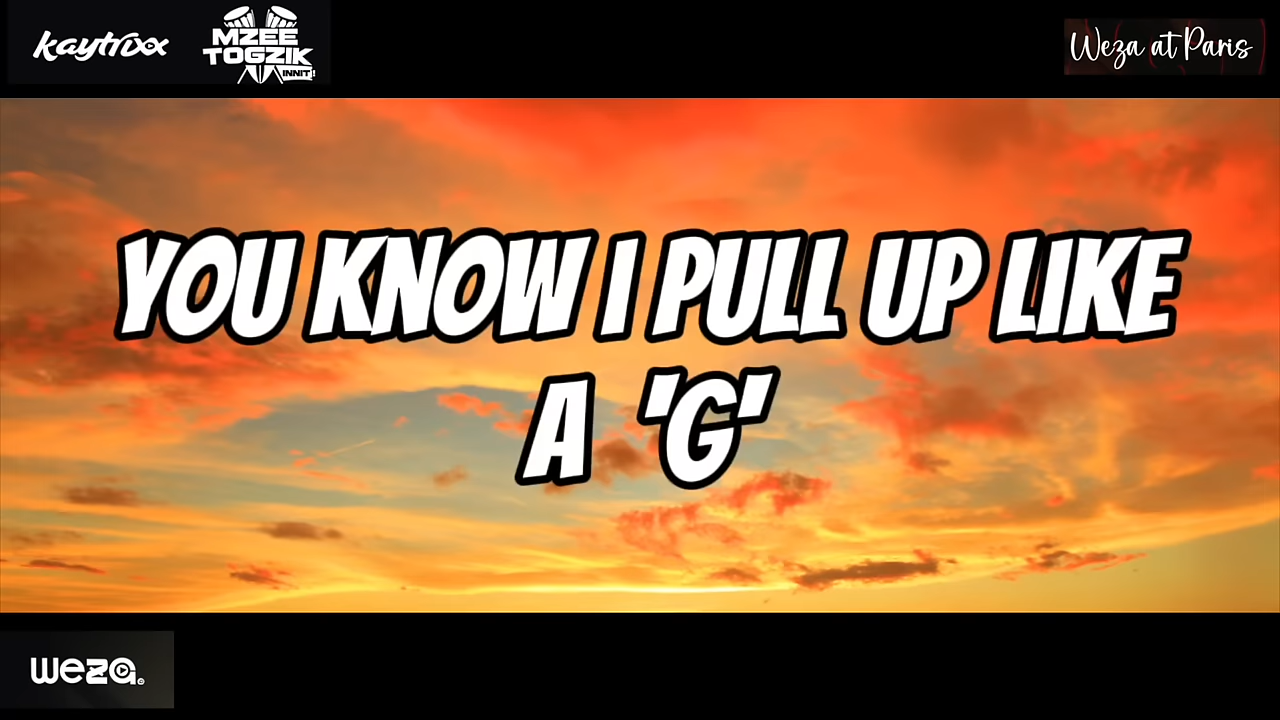 kaytrixx
MZEE
TOGZIK
INNIT!
Weza at Paris
YOU KNOW I PULL UP LIKE
A 'G'
weza